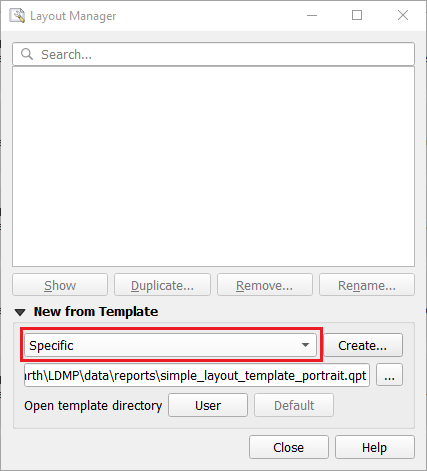 Layout Manager
Search...
Show Duplicate... Remove... Rename...
New from Template
Specific Create...
arth\LDMP\data\reports\simple_layout_template_portrait.qpt ...
Open template directory User Default
Close Help